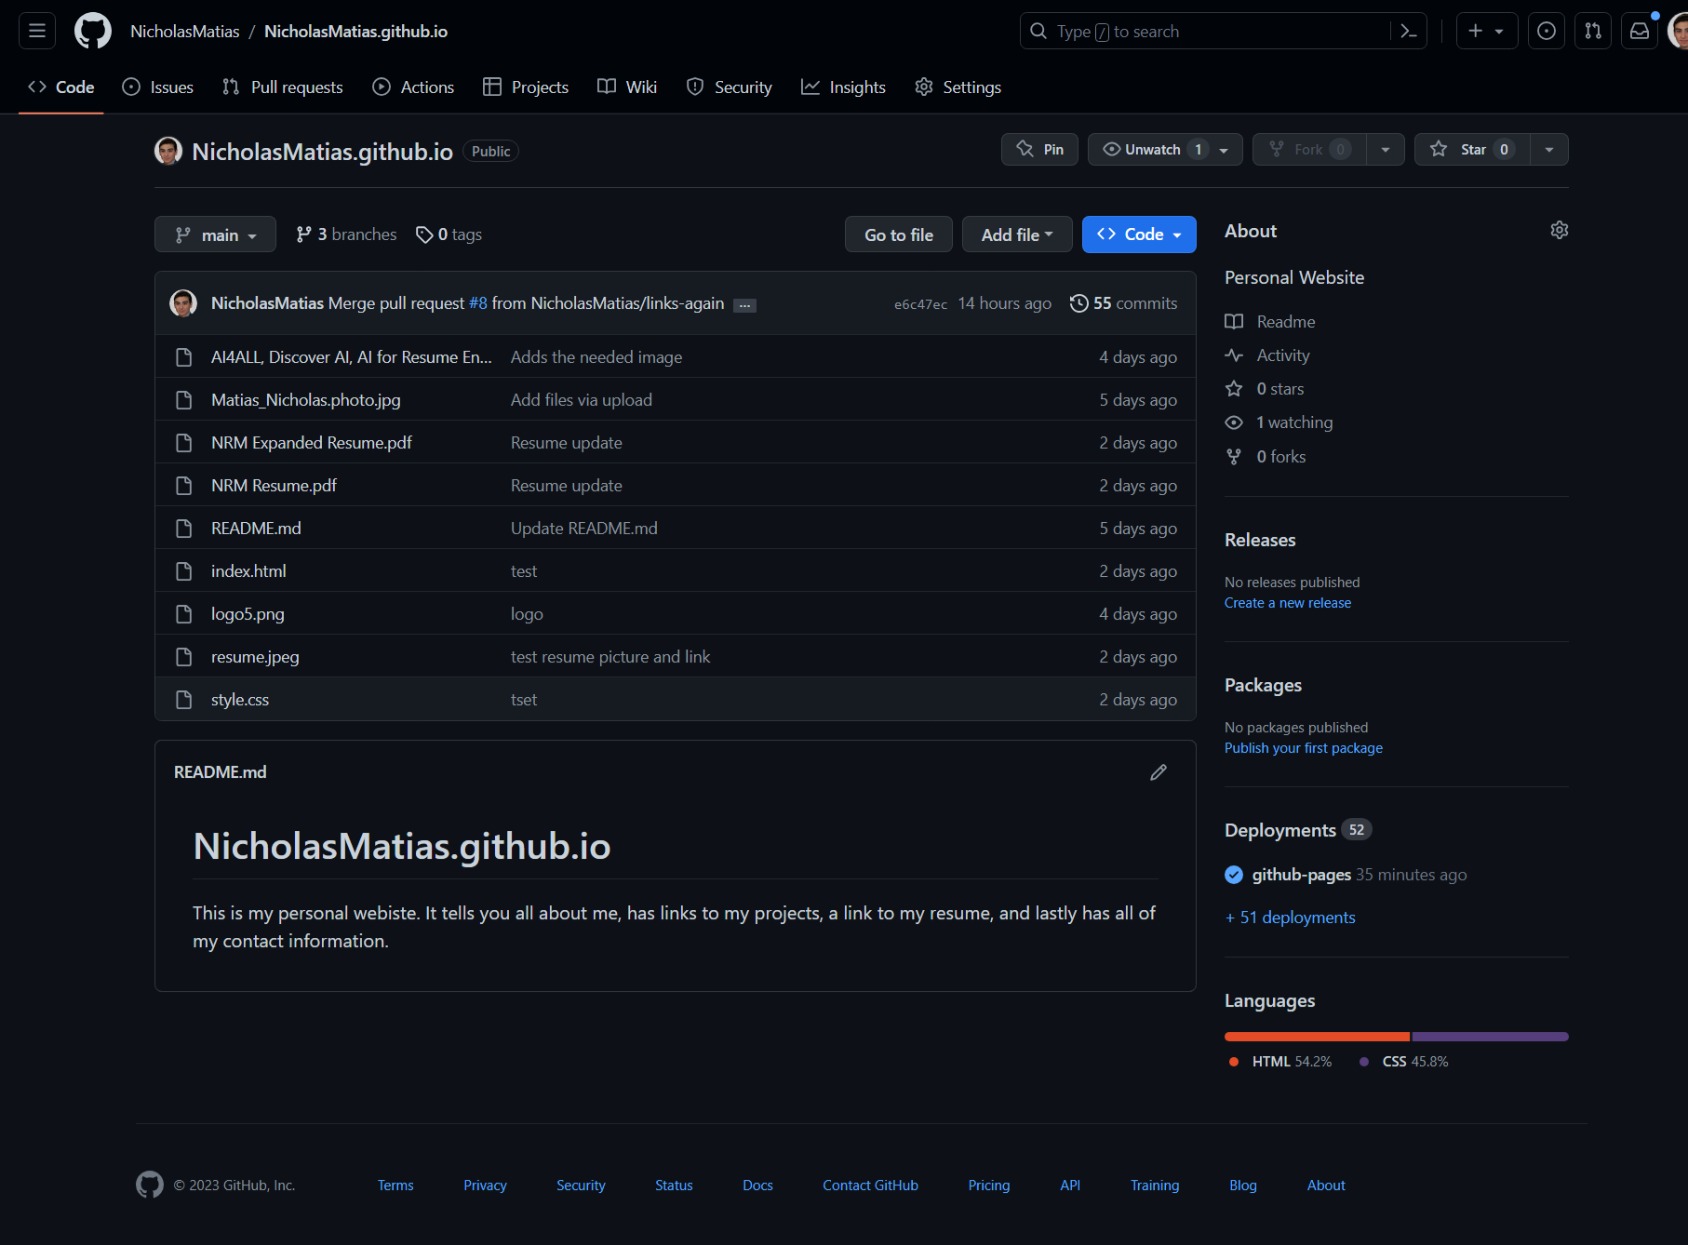 NicholasMatias / NicholasMatias.github.io
Type / to search
Code Issues Pull requests Actions Projects Wiki Security Insights Settings
NicholasMatias.github.io Public
Pin Unwatch 1 Fork 0 Star 0
main 3 branches 0 tags
Go to file Add file Code
NicholasMatias Merge pull request #8 from NicholasMatias/links-again ... e6c47ec 14 hours ago 55 commits
AI4ALL, Discover AI, AI for Resume En... Adds the needed image 4 days ago
Matias_Nicholas.photo.jpg Add files via upload 5 days ago
NRM Expanded Resume.pdf Resume update 2 days ago
NRM Resume.pdf Resume update 2 days ago
README.md Update README.md 5 days ago
index.html test 2 days ago
logo5.png logo 4 days ago
resume.jpeg test resume picture and link 2 days ago
style.css tset 2 days ago
README.md
NicholasMatias.github.io
This is my personal webiste. It tells you all about me, has links to my projects, a link to my resume, and lastly has all of
my contact information.
About
Personal Website
Readme
Activity
0 stars
1 watching
0 forks
Releases
No releases published
Create a new release
Packages
No packages published
Publish your first package
Deployments 52
github-pages 35 minutes ago
+ 51 deployments
Languages
HTML 54.2% CSS 45.8%
© 2023 GitHub, Inc. Terms Privacy Security Status Docs Contact GitHub Pricing API Training Blog About